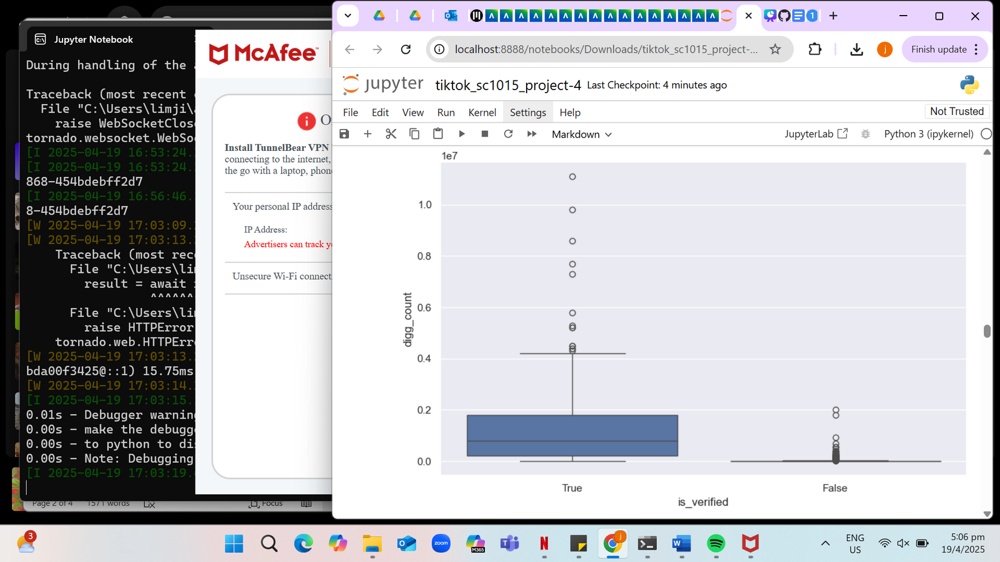 Jupyter Notebook
During handling of the
Traceback (most recent
File "C:\Users\limji\
raise WebSocketClos
tornado.websocket.WebSo
[I 2025-04-19 16:53:24.
[I 2025-04-19 16:53:24.
868-454bdebff2d7
[I 2025-04-19 16:56:46.
8-454bdebff2d7
[W 2025-04-19 17:03:09.
[W 2025-04-19 17:03:13.
Traceback (most rece
File "C:\Users\li
result = await
^^^^^^
File "C:\Users\li
raise HTTPError
tornado.web.HTTPErr
[W 2025-04-19 17:03:13.
bda00f3425@::1) 15.75ms
[W 2025-04-19 17:03:14.
[I 2025-04-19 17:03:15.
0.01s - Debugger warnin
0.00s - make the debugg
0.00s - to python to di
0.00s - Note: Debugging
[I 2025-04-19 17:03:19.
Page 2 of 4 1571 words Focus
McAfee™
Install TunnelBear VPN
connecting to the internet,
the go with a laptop, phon
Your personal IP address
IP Address:
Advertisers can track y
Unsecure Wi-Fi connect
localhost:8888/notebooks/Downloads/tiktok_sc1015_project-...
j
Finish update
jupyter tiktok_sc1015_project-4 Last Checkpoint: 4 minutes ago
File Edit View Run Kernel Settings Help
Not Trusted
Markdown
JupyterLab
Python 3 (ipykernel)
1e7
1.0
0.8
0.6
0.4
0.2
0.0
digg_count
True False
is_verified
3
zoom
M365
ENG
US
5:06 pm
19/4/2025